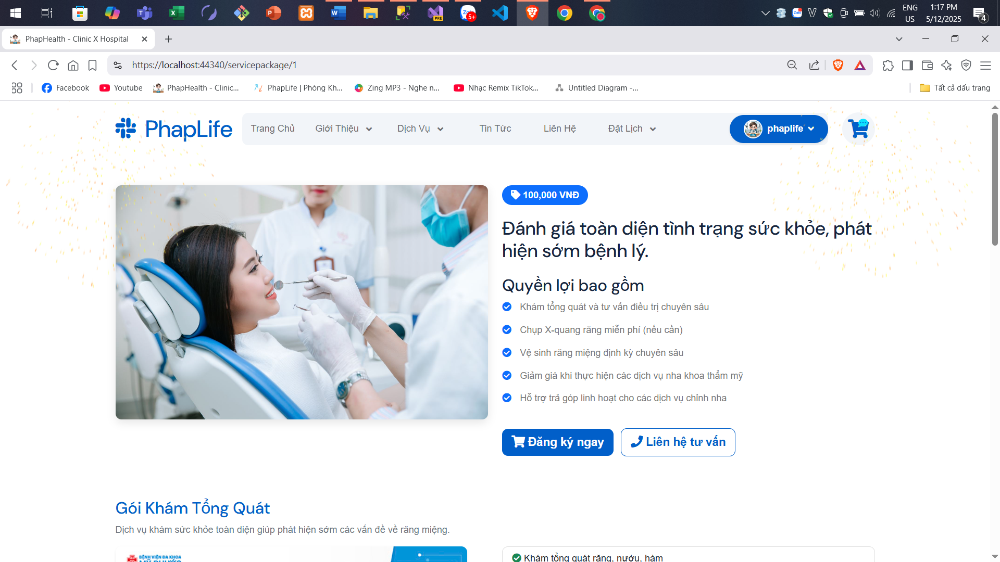 ENG
US
1:17 PM
5/12/2025
4
5+
PRE
PhapHealth - Clinic X Hospital
https://localhost:44340/servicepackage/1
Facebook
Youtube
PhapHealth - Clinic...
PhapLife | Phòng Kh...
Zing MP3 - Nghe n...
Nhạc Remix TikTok...
Untitled Diagram -...
Tất cả dấu trang
PhapLife
Trang Chủ
Giới Thiệu
Dịch Vụ
Tin Tức
Liên Hệ
Đặt Lịch
phaplife
100,000 VNĐ
Đánh giá toàn diện tình trạng sức khỏe, phát
hiện sớm bệnh lý.
Quyền lợi bao gồm
Khám tổng quát và tư vấn điều trị chuyên sâu
Chụp X-quang răng miễn phí (nếu cần)
Vệ sinh răng miệng định kỳ chuyên sâu
Giảm giá khi thực hiện các dịch vụ nha khoa thẩm mỹ
Hỗ trợ trả góp linh hoạt cho các dịch vụ chỉnh nha
Đăng ký ngay
Liên hệ tư vấn
Gói Khám Tổng Quát
Dịch vụ khám sức khỏe toàn diện giúp phát hiện sớm các vấn đề về răng miệng.
BỆNH VIỆN ĐA KHOA
MỸ PHƯỚC
Khám tổng quát răng, nướu, hàm